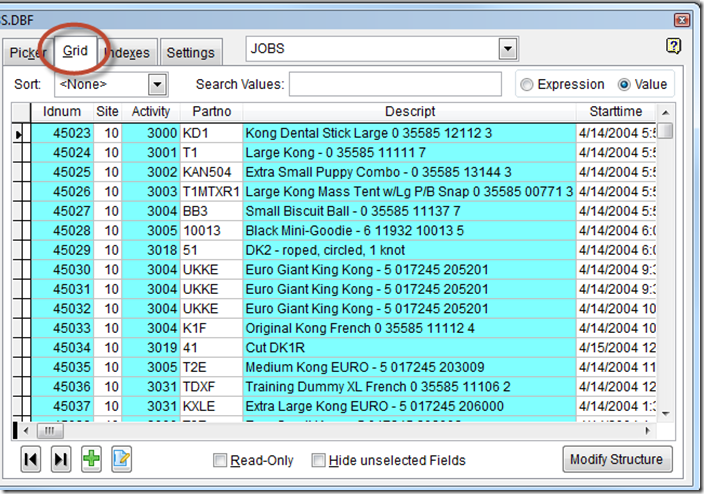 S.DBF
Picker Grid Indexes Settings JOBS
Sort: <None> Search Values: Expression Value
Idnum Site Activity Partno Descript Starttime
45023 10 3000 KD1 Kong Dental Stick Large 0 35585 12112 3 4/14/2004 5:5
45024 10 3001 T1 Large Kong - 0 35585 11111 7 4/14/2004 5:5
45025 10 3002 KAN504 Extra Small Puppy Combo - 0 35585 13144 3 4/14/2004 5:5
45026 10 3003 T1MTXR1 Large Kong Mass Tent w/Lg P/B Snap 0 35585 00771 3 4/14/2004 5:5
45027 10 3004 BB3 Small Biscuit Ball - 0 35585 11137 7 4/14/2004 5:5
45028 10 3005 10013 Black Mini-Goodie - 6 11932 10013 5 4/14/2004 6:0
45029 10 3018 51 DK2 - roped, circled, 1 knot 4/14/2004 6:0
45030 10 3004 UKKE Euro Giant King Kong - 5 017245 205201 4/14/2004 9:3
45031 10 3004 UKKE Euro Giant King Kong - 5 017245 205201 4/14/2004 9:3
45032 10 3004 UKKE Euro Giant King Kong - 5 017245 205201 4/14/2004 10
45033 10 3004 K1F Original Kong French 0 35585 11112 4 4/14/2004 10
45034 10 3019 41 Cut DK1R 4/15/2004 12
45035 10 3005 T2E Medium Kong EURO - 5 017245 203009 4/14/2004 11
45036 10 3031 TDXF Training Dummy XL French 0 35585 11106 2 4/14/2004 12
45037 10 3031 KXLE Extra Large Kong EURO - 5 017245 206000 4/14/2004 1:3
Read-Only Hide unselected Fields Modify Structure